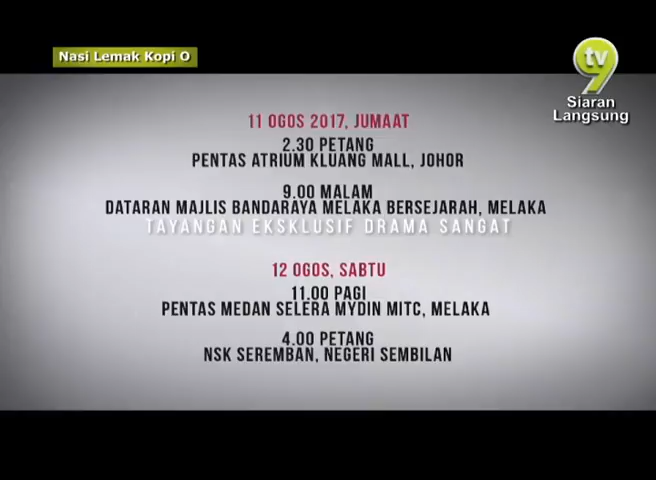 Nasi Lemak Kopi O
tv
9
Siaran
Langsung
11 OGOS 2017, JUMAAT
2.30 PETANG
PENTAS ATRIUM KLUANG MALL, JOHOR
9.00 MALAM
DATARAN MAJLIS BANDARAYA MELAKA BERSEJARAH, MELAKA
TAYANGAN EKSKLUSIF DRAMA SANGAT
12 OGOS, SABTU
11.00 PAGI
PENTAS MEDAN SELERA MYDIN MITC, MELAKA
4.00 PETANG
NSK SEREMBAN, NEGERI SEMBILAN